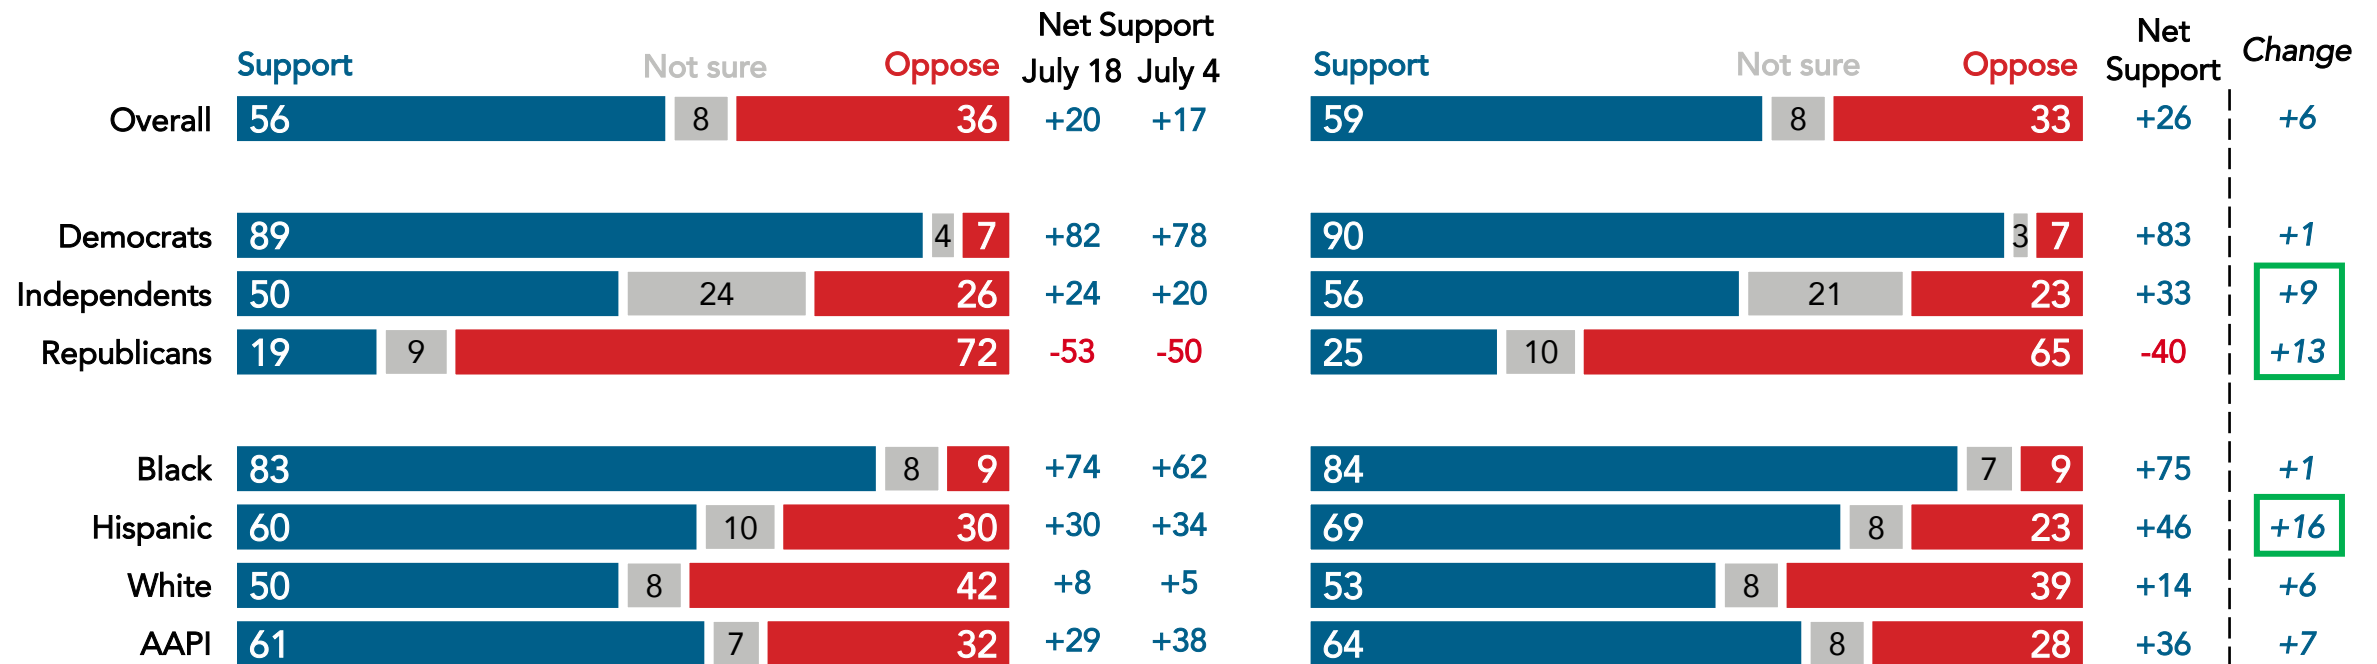 Net Support
Support Not sure Oppose July 18 July 4 Support Not sure Oppose Net Support Change
Overall 56 8 36 +20 +17 59 8 33 +26 +6
Democrats 89 4 7 +82 +78 90 3 7 +83 +1
Independents 50 24 26 +24 +20 56 21 23 +33 +9
Republicans 19 9 72 -53 -50 25 10 65 -40 +13
Black 83 8 9 +74 +62 84 7 9 +75 +1
Hispanic 60 10 30 +30 +34 69 8 23 +46 +16
White 50 8 42 +8 +5 53 8 39 +14 +6
AAPI 61 7 32 +29 +38 64 8 28 +36 +7